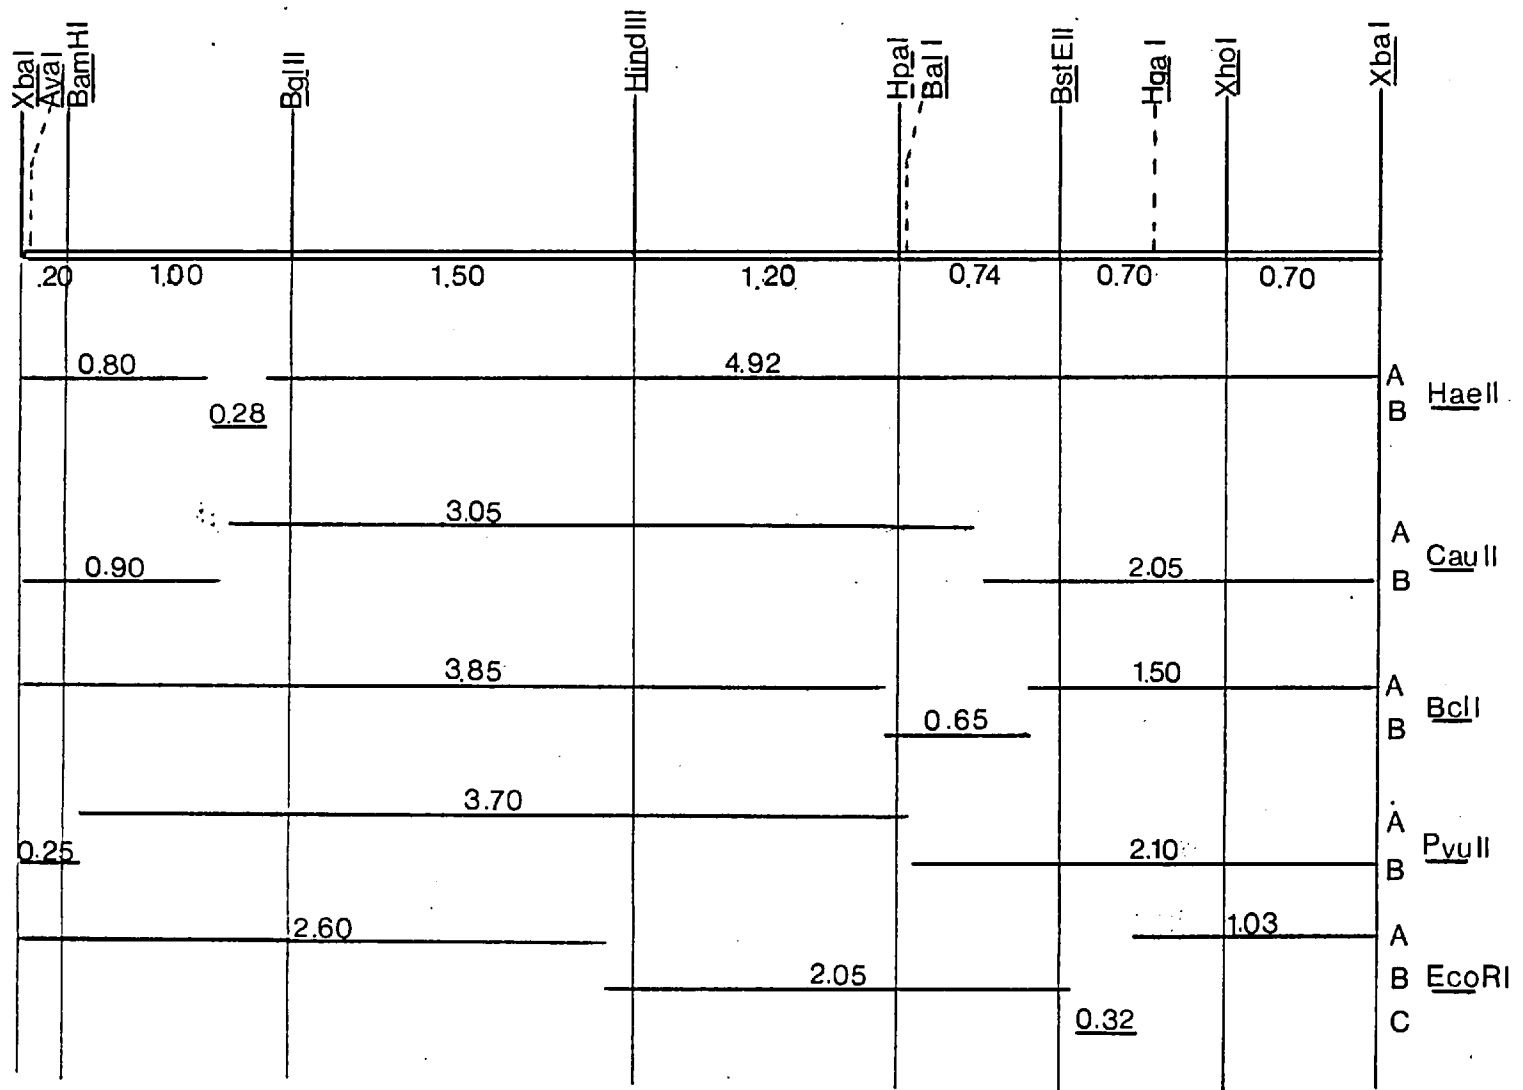 XbaI
AvaI
BamHI
BglII
HindIII
HpaI
BalI
BstEII
HgaI
XhoI
XbaI
.20 1.00 1.50 1.20 0.74 0.70 0.70
0.80 4.92 A
HaeII
0.28 B
3.05 A
CauII
0.90 2.05 B
3.85 1.50 A
BclI
0.65 B
3.70 A
PvuII
0.25 2.10 B
2.60 1.03 A
2.05 B EcoRI
0.32 C